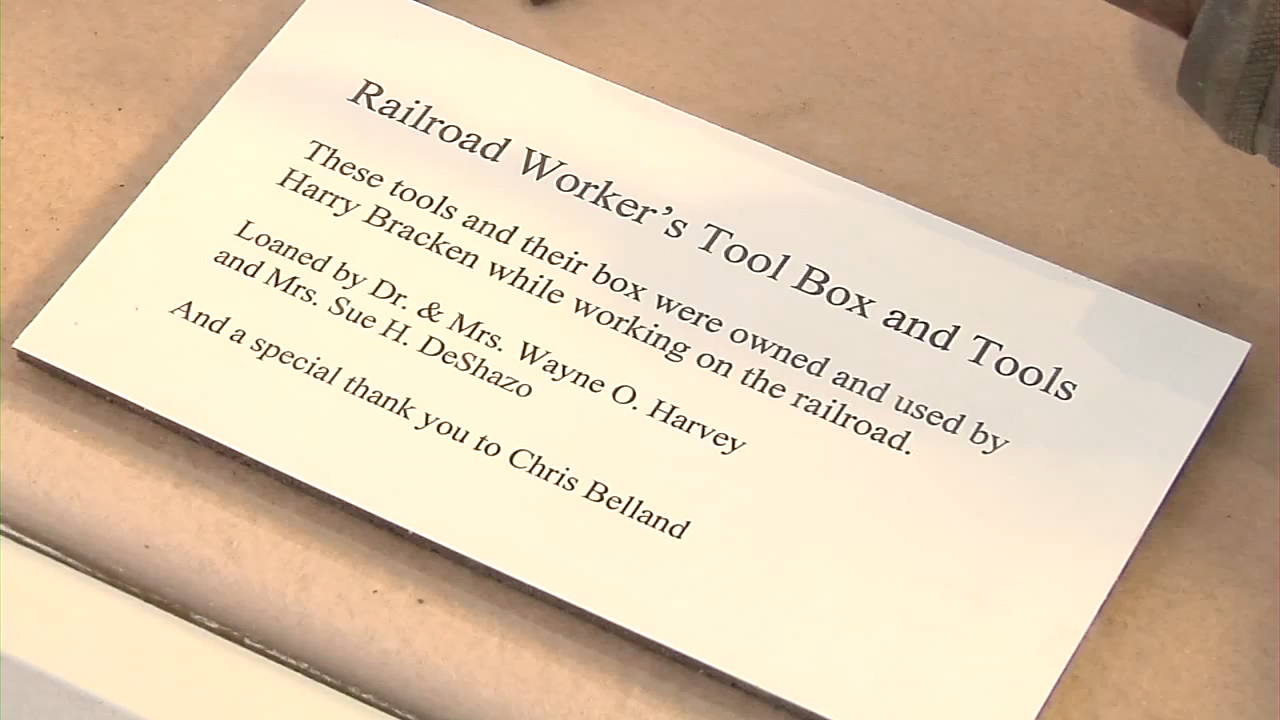 Railroad Worker’s Tool Box and Tools
These tools and their box were owned and used by
Harry Bracken while working on the railroad.
Loaned by Dr. & Mrs. Wayne O. Harvey
and Mrs. Sue H. DeShazo
And a special thank you to Chris Belland